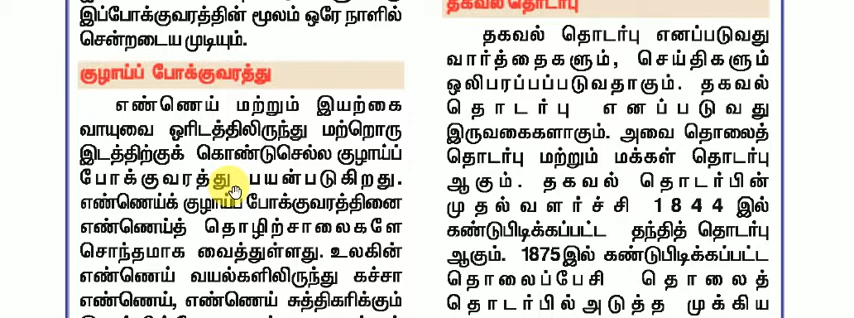 இப்போக்குவரத்தின் மூலம் ஒரே நாளில்
சென்றடைய முடியும்.
குழாய்ப் போக்குவரத்து
எண்ணெய் மற்றும் இயற்கை
வாயுவை ஓரிடத்திலிருந்து மற்றொரு
இடத்திற்குக் கொண்டுசெல்ல குழாய்ப்
போக்குவரத்து பயன்படுகிறது.
எண்ணெய்க் குழாய்ப் போக்குவரத்தினை
எண்ணெய்த் தொழிற்சாலைகளே
சொந்தமாக வைத்துள்ளது. உலகின்
எண்ணெய் வயல்களிலிருந்து கச்சா
எண்ணெய், எண்ணெய் சுத்திகரிக்கும்
தகவல் தொடர்பு
தகவல் தொடர்பு எனப்படுவது
வார்த்தைகளும், செய்திகளும்
ஒலிபரப்பப்படுவதாகும். தகவல்
தொடர்பு எனப்படுவது
இருவகைகளாகும். அவை தொலைத்
தொடர்பு மற்றும் மக்கள் தொடர்பு
ஆகும். தகவல் தொடர்பின்
முதல்வளர்ச்சி 1844 இல்
கண்டுபிடிக்கப்பட்ட தந்தித் தொடர்பு
ஆகும். 1875இல் கண்டுபிடிக்கப்பட்ட
தொலைப்பேசி தொலைத்
தொடர்பில் அடுத்த முக்கிய